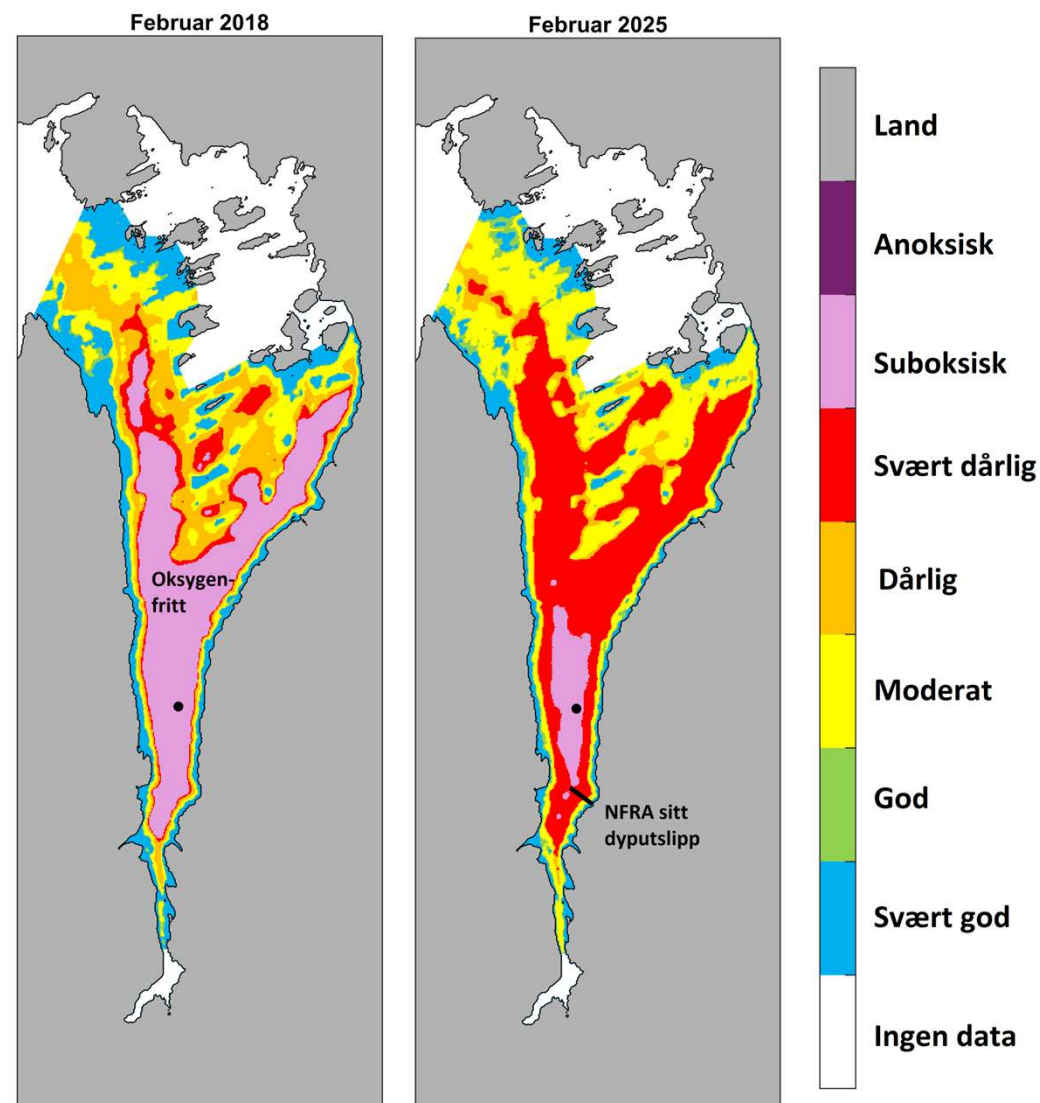 Februar 2018
Februar 2025
Oksygen-
fritt
NFRA sitt
dyputslipp
Land
Anoksisk
Suboksisk
Svært dårlig
Dårlig
Moderat
God
Svært god
Ingen data